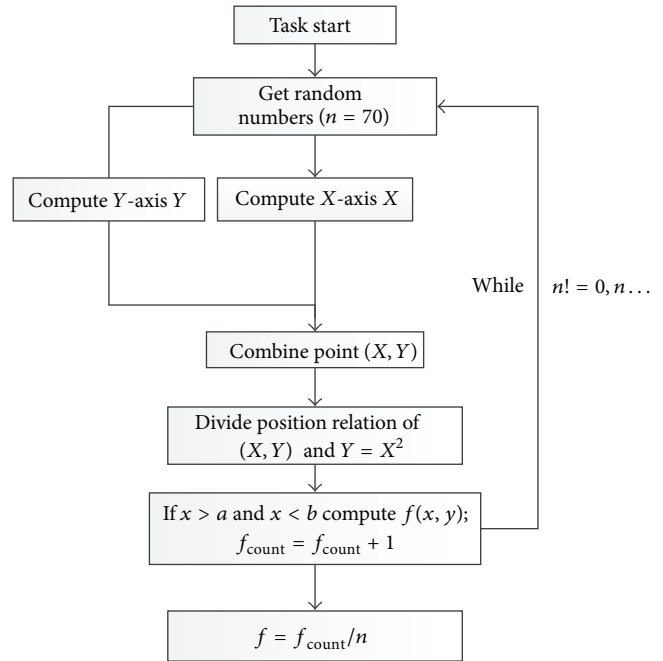 Task start
Get random
numbers (n = 70)
Compute Y-axis Y
Compute X-axis X
While
n! = 0, n...
Combine point (X, Y)
Divide position relation of
(X, Y) and Y = X²
If x > a and x < b compute f(x, y);
f_count = f_count + 1
f = f_count/n